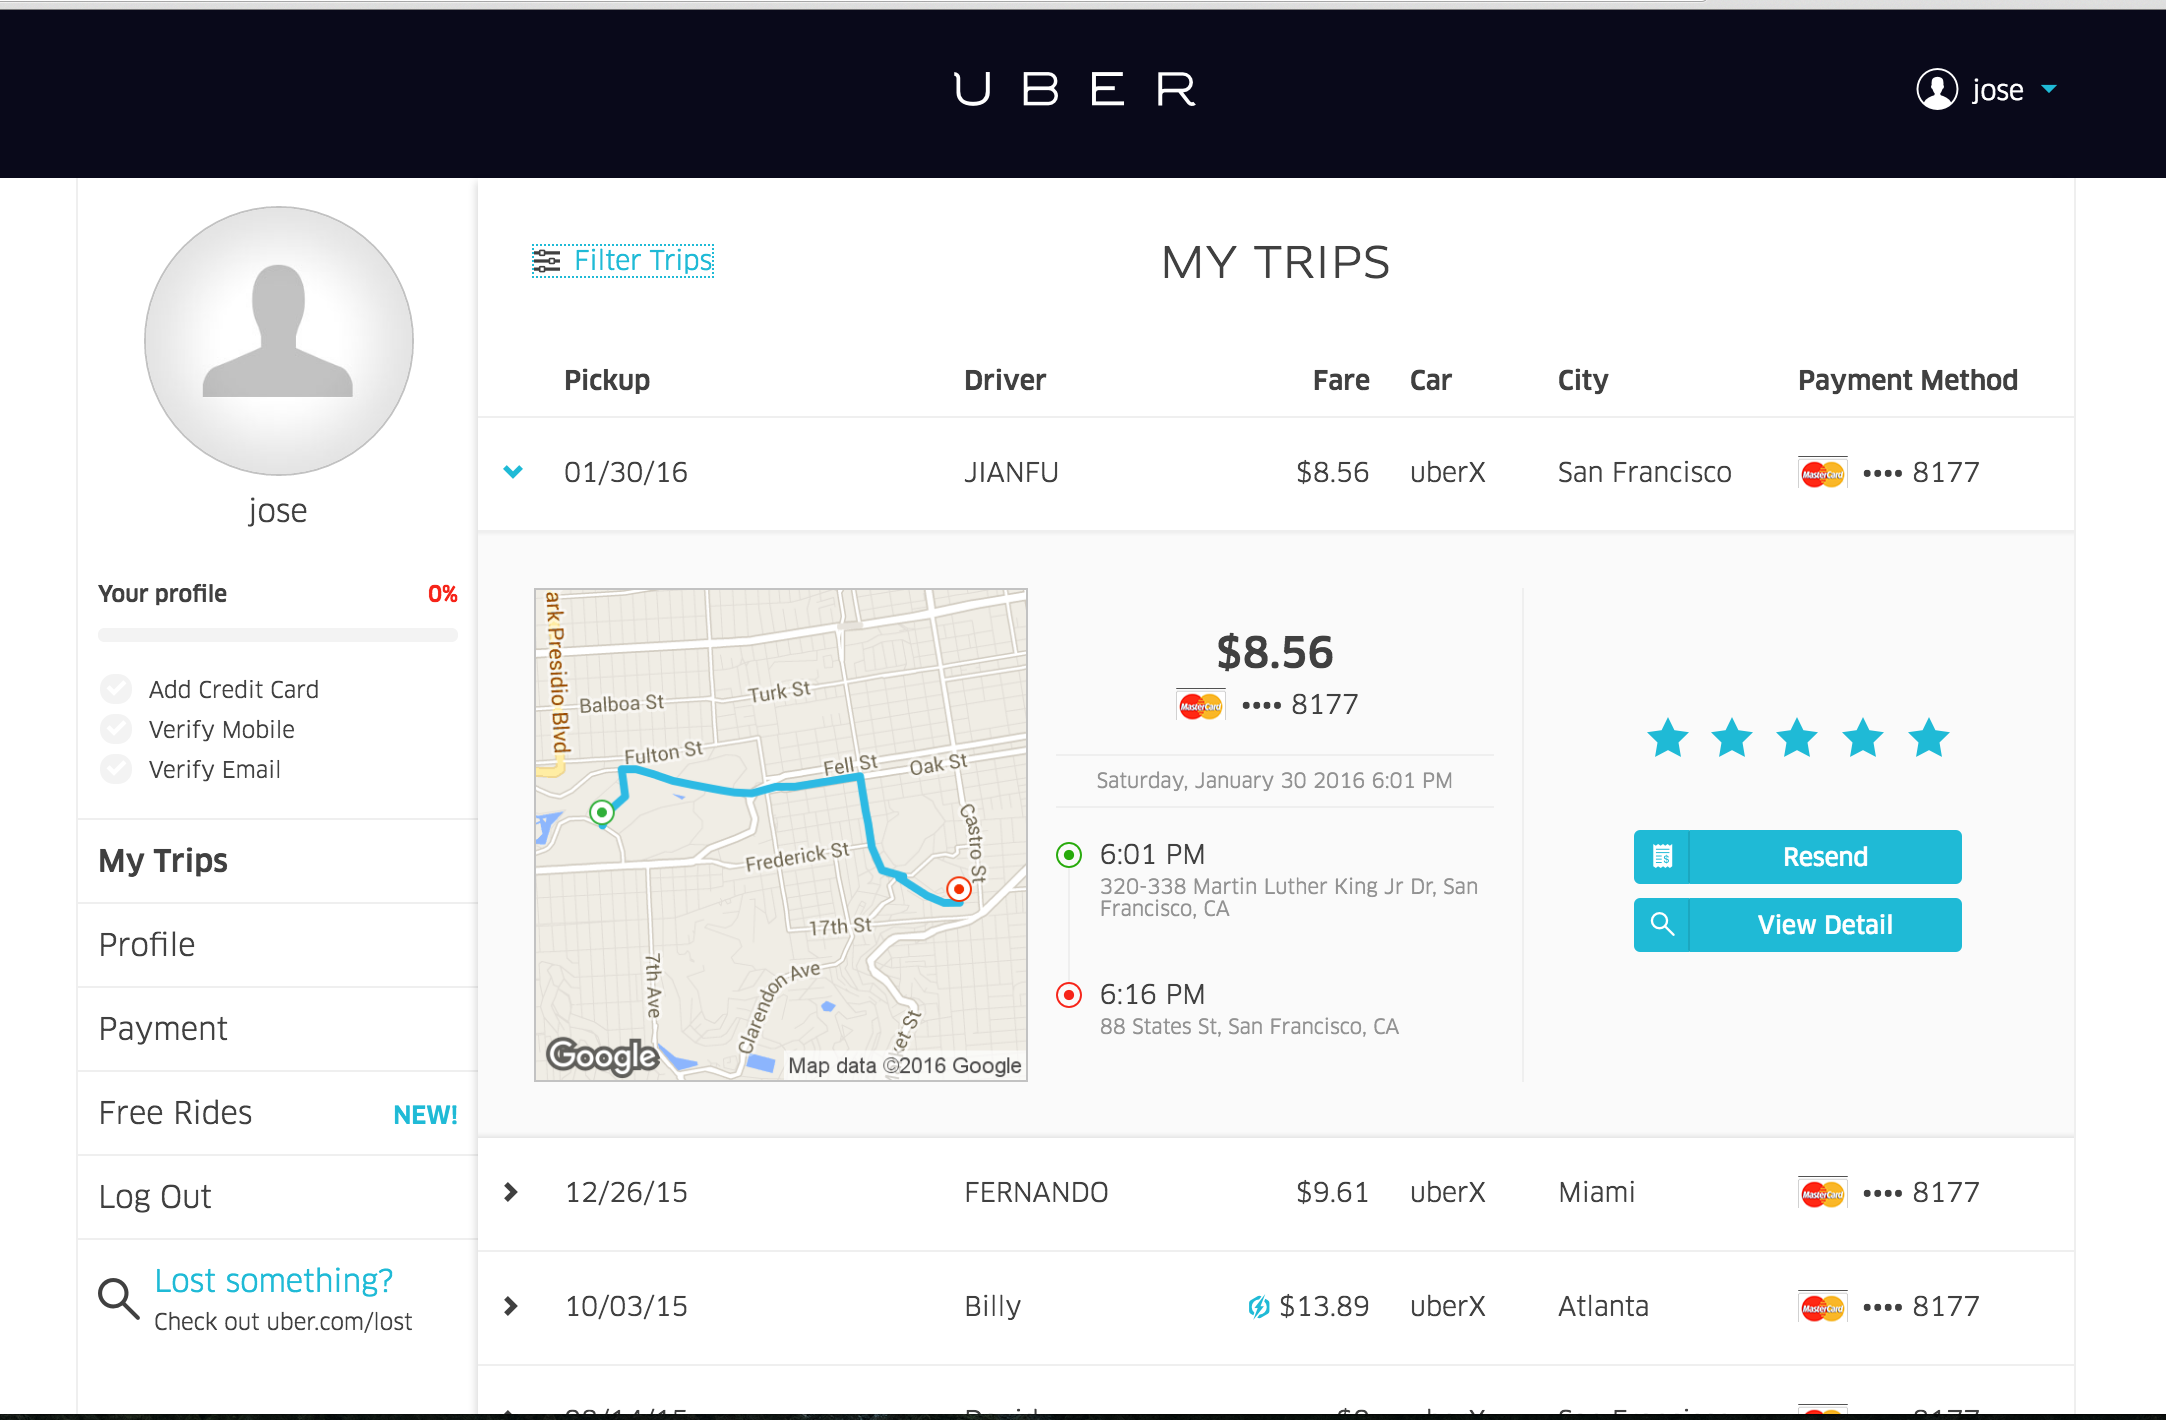 UBER
jose
jose
Your profile 0%
Add Credit Card
Verify Mobile
Verify Email
My Trips
Profile
Payment
Free Rides NEW!
Log Out
Lost something?
Check out uber.com/lost
Filter Trips
MY TRIPS
Pickup Driver Fare Car City Payment Method
01/30/16 JIANFU $8.56 uberX San Francisco MasterCard •••• 8177
ark Presidio Blvd
Balboa St
Turk St
Fulton St
Fell St
Oak St
Castro St
Frederick St
17th St
7th Ave
Clarendon Ave
ket St
Google
Map data ©2016 Google
$8.56
MasterCard •••• 8177
Saturday, January 30 2016 6:01 PM
6:01 PM
320-338 Martin Luther King Jr Dr, San
Francisco, CA
6:16 PM
88 States St, San Francisco, CA
Resend
View Detail
12/26/15 FERNANDO $9.61 uberX Miami MasterCard •••• 8177
10/03/15 Billy $13.89 uberX Atlanta MasterCard •••• 8177